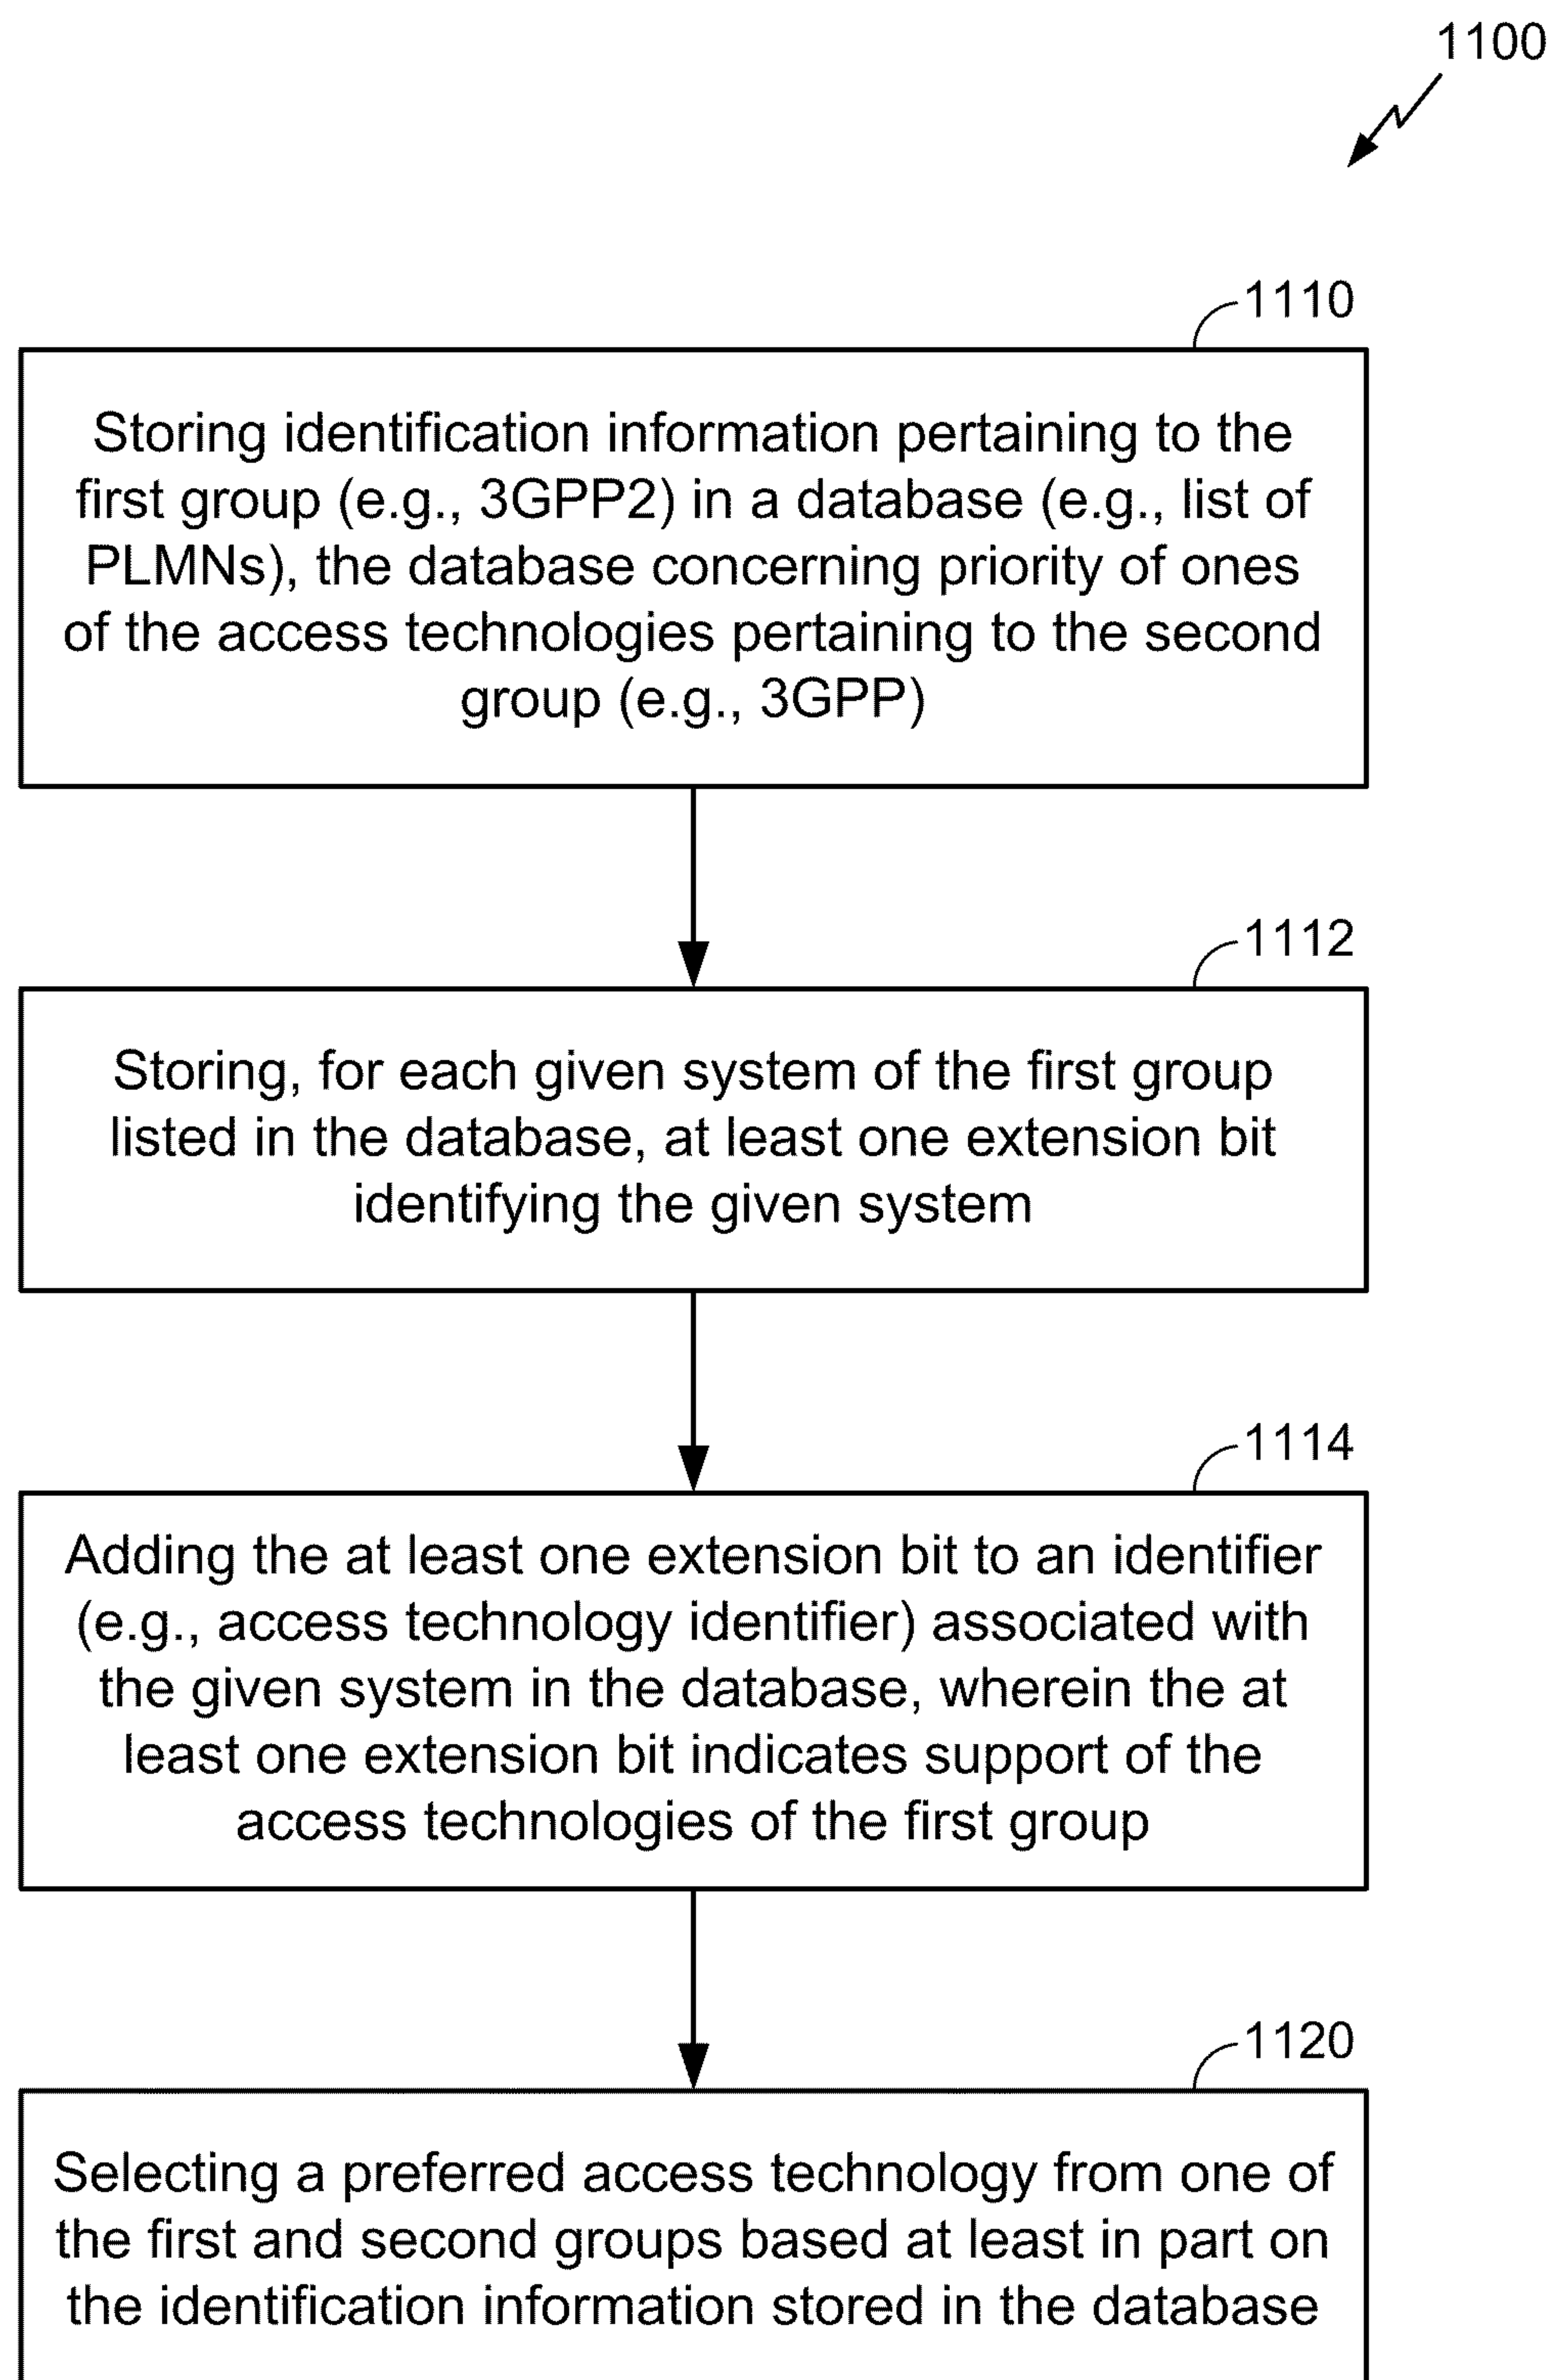 1100
1110
Storing identification information pertaining to the
first group (e.g., 3GPP2) in a database (e.g., list of
PLMNs), the database concerning priority of ones
of the access technologies pertaining to the second
group (e.g., 3GPP)
1112
Storing, for each given system of the first group
listed in the database, at least one extension bit
identifying the given system
1114
Adding the at least one extension bit to an identifier
(e.g., access technology identifier) associated with
the given system in the database, wherein the at
least one extension bit indicates support of the
access technologies of the first group
1120
Selecting a preferred access technology from one of
the first and second groups based at least in part on
the identification information stored in the database